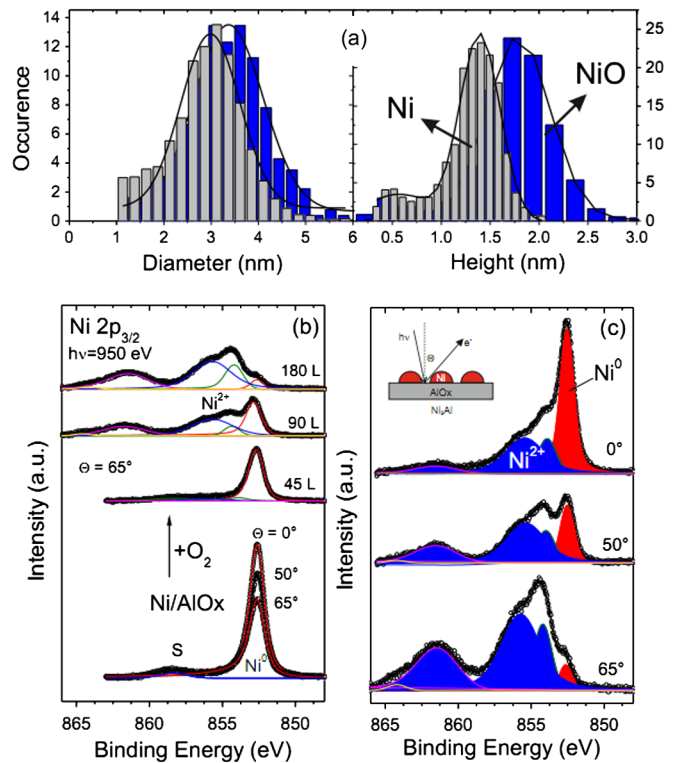 (a)
14
12
10
8
6
4
2
0
Occurence
0 1 2 3 4 5 6
Diameter (nm)
Ni
NiO
25
20
15
10
5
0
0.5 1.0 1.5 2.0 2.5 3.0
Height (nm)
(b)
Ni 2p3/2
hν=950 eV
180 L
Ni2+
90 L
Θ = 65°
45 L
+O2
Θ = 0°
50°
65°
Ni/AlOx
S
Ni0
Intensity (a.u.)
865 860 855 850
Binding Energy (eV)
(c)
hν
Θ
e-
Ni
AlOx
Ni3Al
Ni0
Ni2+
0°
50°
65°
Intensity (a.u.)
865 860 855 850
Binding Energy (eV)